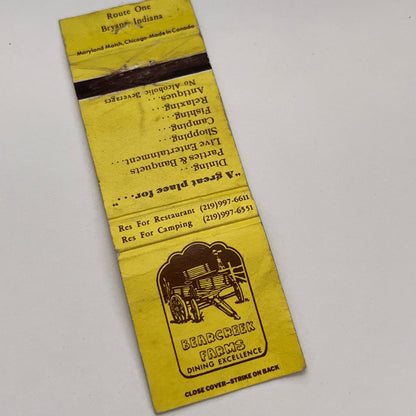 Route One
Bryant, Indiana
Maryland Match, Chicago Made in Canada
"A great place for...."
Dining...
Parties & Banquets
Live Entertainment...
Shopping...
Camping...
Fishing...
Relaxing...
Antiques...
No Alcoholic Beverages
Res For Restaurant (219)997-6611
Res For Camping (219)997-6551
BEARCREEK
FARMS
DINING EXCELLENCE
CLOSE COVER—STRIKE ON BACK